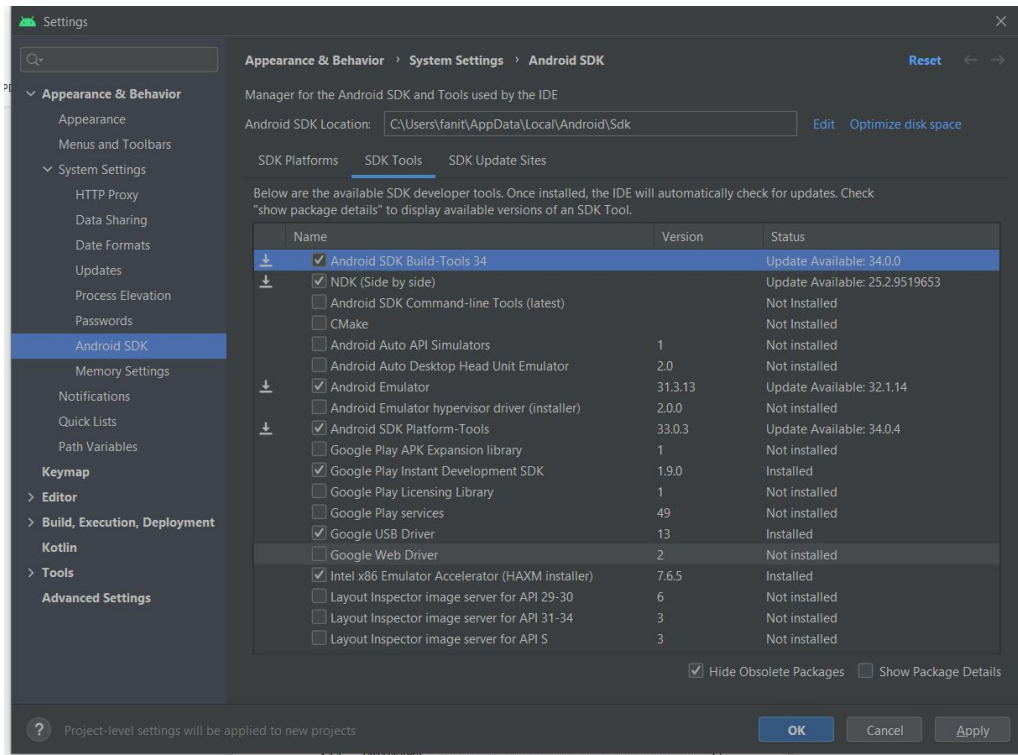 Settings
Appearance & Behavior › System Settings › Android SDK
Reset
Appearance & Behavior
Appearance
Menus and Toolbars
System Settings
HTTP Proxy
Data Sharing
Date Formats
Updates
Process Elevation
Passwords
Android SDK
Memory Settings
Notifications
Quick Lists
Path Variables
Keymap
Editor
Build, Execution, Deployment
Kotlin
Tools
Advanced Settings
Manager for the Android SDK and Tools used by the IDE
Android SDK Location: C:\Users\fanit\AppData\Local\Android\Sdk Edit Optimize disk space
SDK Platforms SDK Tools SDK Update Sites
Below are the available SDK developer tools. Once installed, the IDE will automatically check for updates. Check
"show package details" to display available versions of an SDK Tool.
Name Version Status
Android SDK Build-Tools 34 Update Available: 34.0.0
NDK (Side by side) Update Available: 25.2.9519653
Android SDK Command-line Tools (latest) Not Installed
CMake Not Installed
Android Auto API Simulators 1 Not installed
Android Auto Desktop Head Unit Emulator 2.0 Not installed
Android Emulator 31.3.13 Update Available: 32.1.14
Android Emulator hypervisor driver (installer) 2.0.0 Not installed
Android SDK Platform-Tools 33.0.3 Update Available: 34.0.4
Google Play APK Expansion library 1 Not installed
Google Play Instant Development SDK 1.9.0 Installed
Google Play Licensing Library 1 Not installed
Google Play services 49 Not installed
Google USB Driver 13 Installed
Google Web Driver 2 Not installed
Intel x86 Emulator Accelerator (HAXM installer) 7.6.5 Installed
Layout Inspector image server for API 29-30 6 Not installed
Layout Inspector image server for API 31-34 3 Not installed
Layout Inspector image server for API S 3 Not installed
Hide Obsolete Packages Show Package Details
? Project-level settings will be applied to new projects
OK Cancel Apply